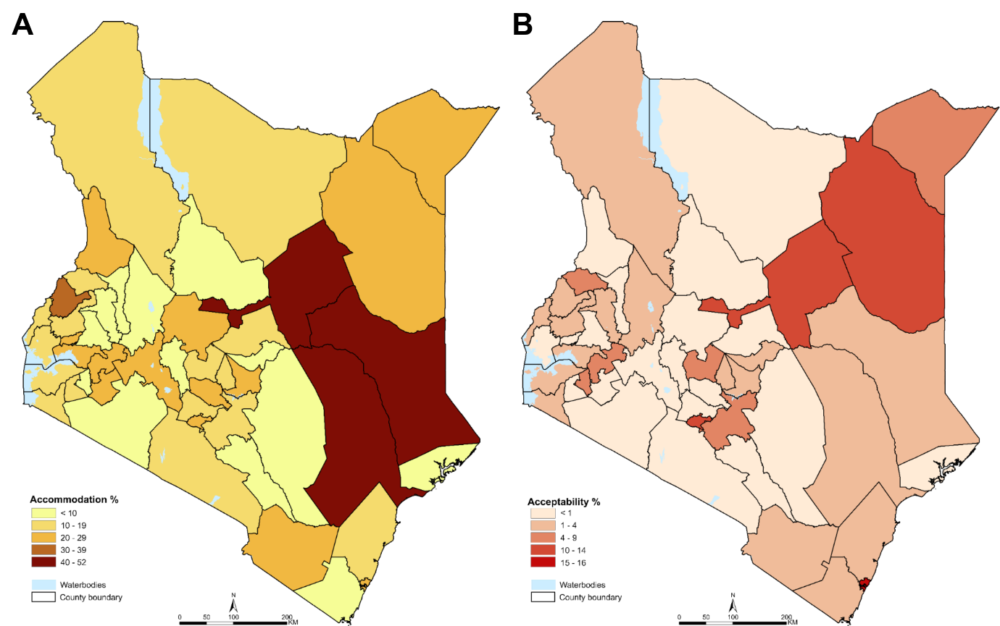 A
B
Accommodation %
< 10
10 - 19
20 - 29
30 - 39
40 - 52
Waterbodies
County boundary
N
0 50 100 200
KM
Acceptability %
< 1
1 - 4
4 - 9
10 - 14
15 - 16
Waterbodies
County boundary
N
0 50 100 200
KM